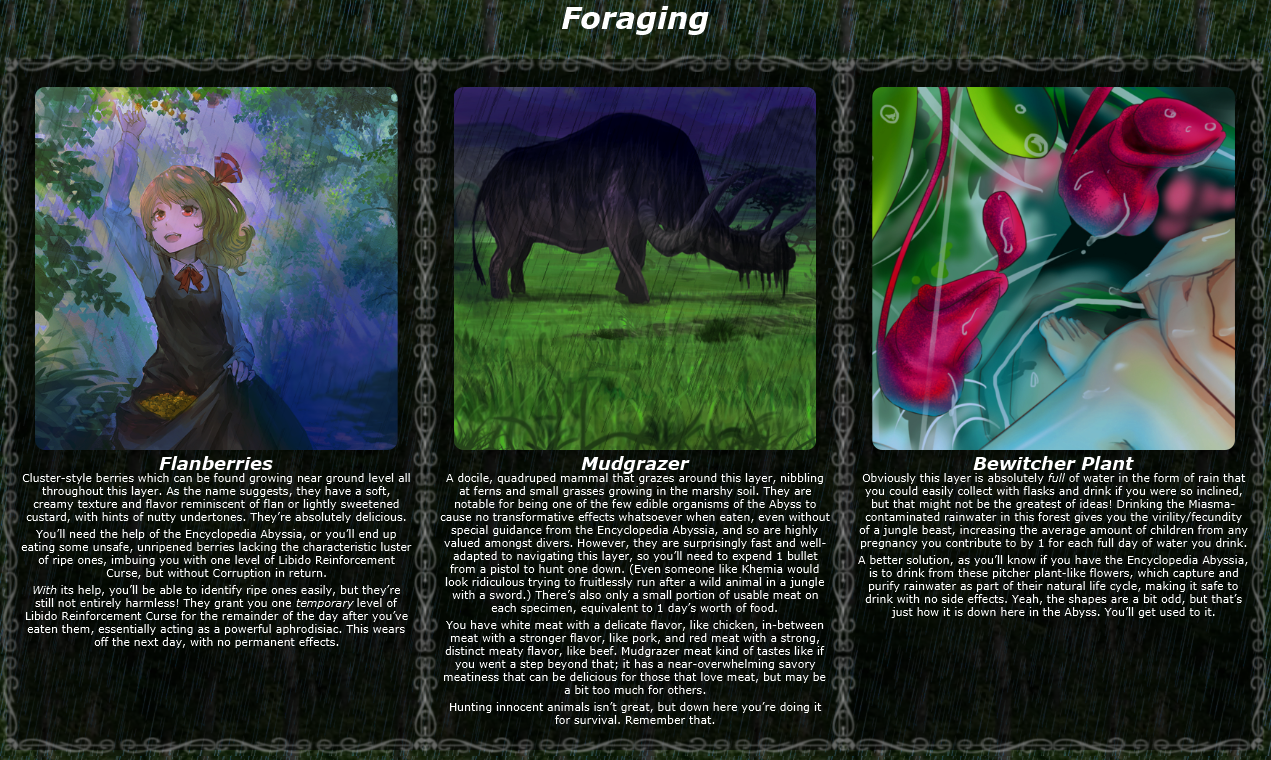 Foraging
Flanberries
Cluster-style berries which can be found growing near ground level all
throughout this layer. As the name suggests, they have a soft,
creamy texture and flavor reminiscent of flan or lightly sweetened
custard, with hints of nutty undertones. They're absolutely delicious.
You'll need the help of the Encyclopedia Abyssia, or you'll end up
eating some unsafe, unripened berries lacking the characteristic luster
of ripe ones, imbuing you with one level of Libido Reinforcement
Curse, but without Corruption in return.
With its help, you'll be able to identify ripe ones easily, but they're
still not entirely harmless! They grant you one temporary level of
Libido Reinforcement Curse for the remainder of the day after you've
eaten them, essentially acting as a powerful aphrodisiac. This wears
off the next day, with no permanent effects.
Mudgrazer
A docile, quadruped mammal that grazes around this layer, nibbling
at ferns and small grasses growing in the marshy soil. They are
notable for being one of the few edible organisms of the Abyss to
cause no transformative effects whatsoever when eaten, even without
special guidance from the Encyclopedia Abyssia, and so are highly
valued amongst divers. However, they are surprisingly fast and well-
adapted to navigating this layer, so you'll need to expend 1 bullet
from a pistol to hunt one down. (Even someone like Khemia would
look ridiculous trying to fruitlessly run after a wild animal in a jungle
with a sword.) There's also only a small portion of usable meat on
each specimen, equivalent to 1 day's worth of food.
You have white meat with a delicate flavor, like chicken, in-between
meat with a stronger flavor, like pork, and red meat with a strong,
distinct meaty flavor, like beef. Mudgrazer meat kind of tastes like if
you went a step beyond that; it has a near-overwhelming savory
meatiness that can be delicious for those that love meat, but may be
a bit too much for others.
Hunting innocent animals isn't great, but down here you're doing it
for survival. Remember that.
Bewitcher Plant
Obviously this layer is absolutely full of water in the form of rain that
you could easily collect with flasks and drink if you were so inclined,
but that might not be the greatest of ideas! Drinking the Miasma-
contaminated rainwater in this forest gives you the virility/fecundity
of a jungle beast, increasing the average amount of children from any
pregnancy you contribute to by 1 for each full day of water you drink.
A better solution, as you'll know if you have the Encyclopedia Abyssia,
is to drink from these pitcher plant-like flowers, which capture and
purify rainwater as part of their natural life cycle, making it safe to
drink with no side effects. Yeah, the shapes are a bit odd, but that's
just how it is down here in the Abyss. You'll get used to it.